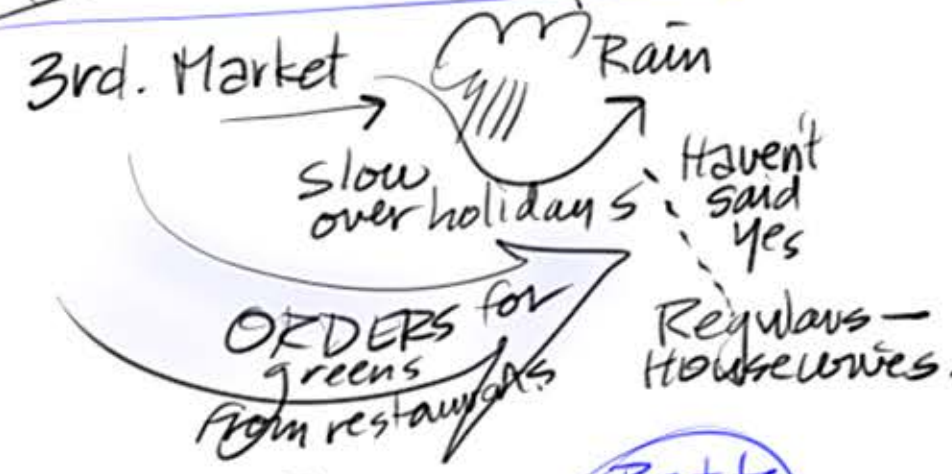 3rd. Market
Rain
Slow
over holidays
Haven't
said
yes
ORDERS for
greens
from restaurants
Regulars —
Housewives.